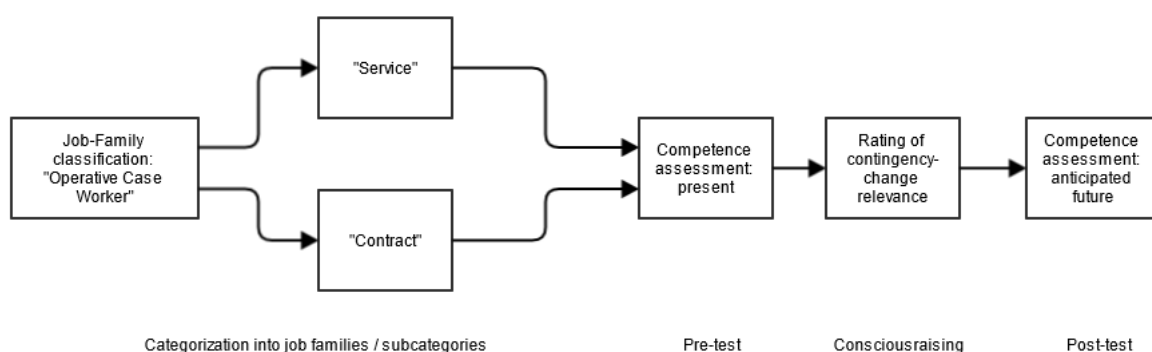 "Service"
Job-Family
classification:
"Operative Case
Worker"
"Contract"
Competence
assessment:
present
Rating of
contingency-
change
relevance
Competence
assessment:
anticipated
future
Categorization into job families / subcategories
Pre-test
Consciousraising
Post-test